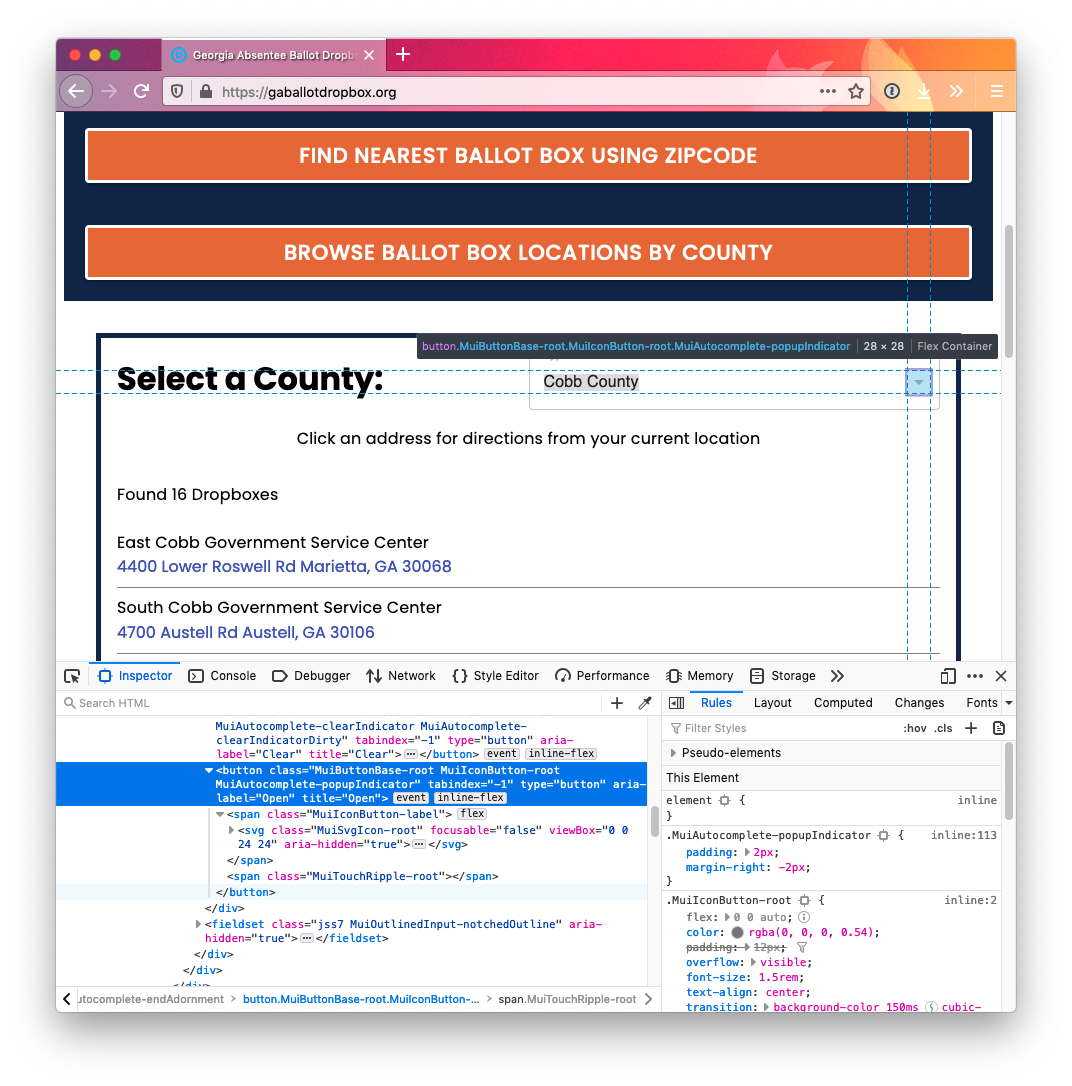 Georgia Absentee Ballot Dropb
https://gaballotdropbox.org
FIND NEAREST BALLOT BOX USING ZIPCODE
BROWSE BALLOT BOX LOCATIONS BY COUNTY
button.MuiButtonBase-root.MuiIconButton-root.MuiAutocomplete-popupIndicator 28 × 28 Flex Container
Select a County:
Cobb County
Click an address for directions from your current location
Found 16 Dropboxes
East Cobb Government Service Center
4400 Lower Roswell Rd Marietta, GA 30068
South Cobb Government Service Center
4700 Austell Rd Austell, GA 30106
Inspector Console Debugger Network Style Editor Performance Memory Storage
Search HTML
MuiAutocomplete-clearIndicator MuiAutocomplete-
clearIndicatorDirty" tabindex="-1" type="button" aria-
label="Clear" title="Clear">…</button> event inline-flex
<button class="MuiButtonBase-root MuiIconButton-root
MuiAutocomplete-popupIndicator" tabindex="-1" type="button" aria-
label="Open" title="Open"> event inline-flex
<span class="MuiIconButton-label"> flex
<svg class="MuiSvgIcon-root" focusable="false" viewBox="0 0
24 24" aria-hidden="true">…</svg>
</span>
<span class="MuiTouchRipple-root"></span>
</button>
</div>
<fieldset class="jss7 MuiOutlinedInput-notchedOutline" aria-
hidden="true">…</fieldset>
</div>
</div>
</div>
utocomplete-endAdornment button.MuiButtonBase-root.MuiIconButton-... span.MuiTouchRipple-root
Rules Layout Computed Changes Fonts
Filter Styles :hov .cls
Pseudo-elements
This Element
element { inline
}
.MuiAutocomplete-popupIndicator { inline:113
padding: 2px;
margin-right: -2px;
}
.MuiIconButton-root { inline:2
flex: 0 0 auto;
color: rgba(0, 0, 0, 0.54);
padding: 12px;
overflow: visible;
font-size: 1.5rem;
text-align: center;
transition: background-color 150ms cubic-